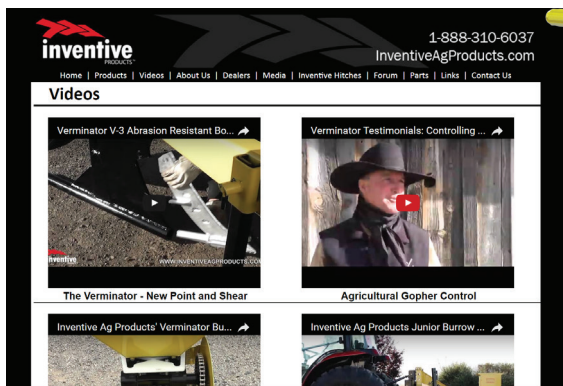 inventive
PRODUCTS
1-888-310-6037
InventiveAgProducts.com
Home | Products | Videos | About Us | Dealers | Media | Inventive Hitches | Forum | Parts | Links | Contact Us
Videos
Verminator V-3 Abrasion Resistant Bo...
Verminator Testimonials: Controlling ...
inventive
WWW.INVENTIVEAGPRODUCTS.COM
The Verminator - New Point and Shear
Agricultural Gopher Control
Inventive Ag Products' Verminator Bu...
Inventive Ag Products Junior Burrow ...